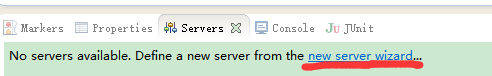 Markers Properties Servers Console JUnit
No servers available. Define a new server from the new server wizard...